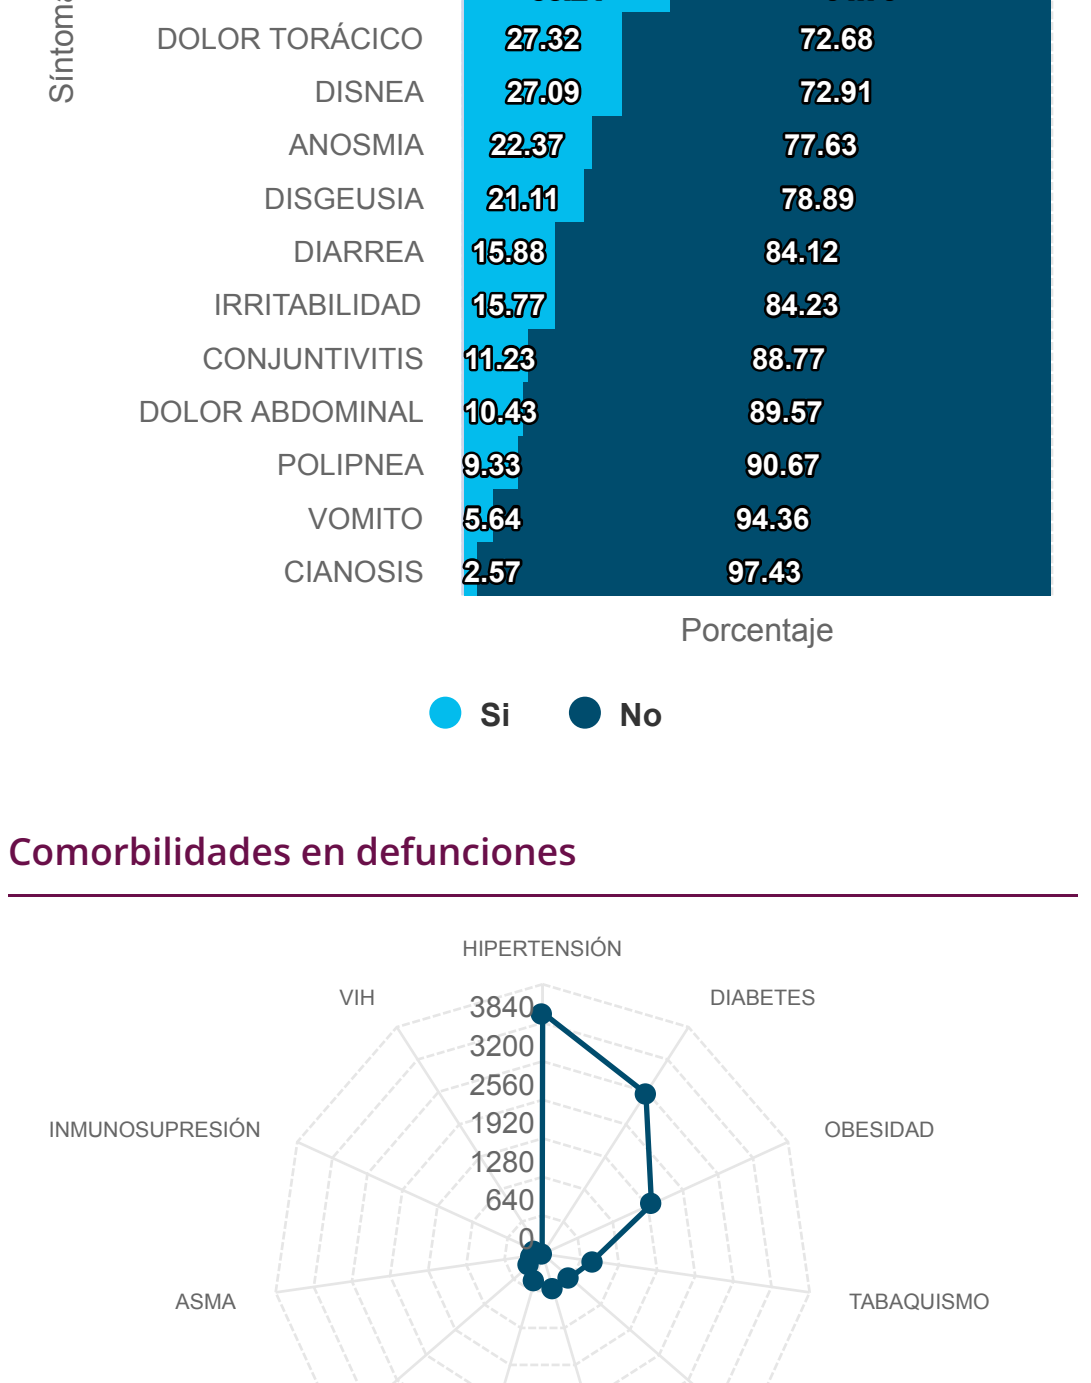 Síntoma
DOLOR TORÁCICO 27.32 72.68
DISNEA 27.09 72.91
ANOSMIA 22.37 77.63
DISGEUSIA 21.11 78.89
DIARREA 15.88 84.12
IRRITABILIDAD 15.77 84.23
CONJUNTIVITIS 11.23 88.77
DOLOR ABDOMINAL 10.43 89.57
POLIPNEA 9.33 90.67
VOMITO 5.64 94.36
CIANOSIS 2.57 97.43
Porcentaje
Si No
Comorbilidades en defunciones
HIPERTENSIÓN
VIH
DIABETES
3840
3200
2560
1920
1280
640
0
INMUNOSUPRESIÓN
OBESIDAD
ASMA
TABAQUISMO